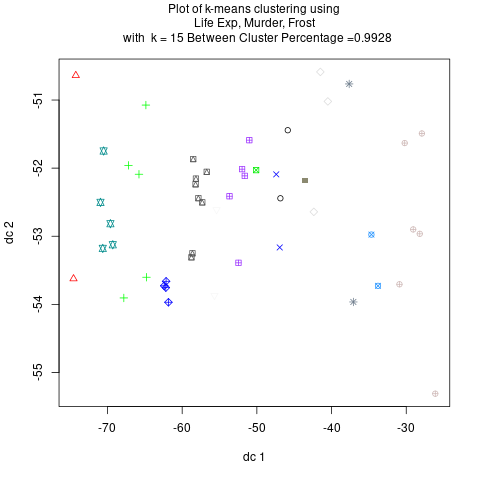 Plot of k-means clustering using
Life Exp, Murder, Frost
with k = 15 Between Cluster Percentage =0.9928
-51
-52
-53
-54
-55
dc 2
-70
-60
-50
-40
-30
dc 1